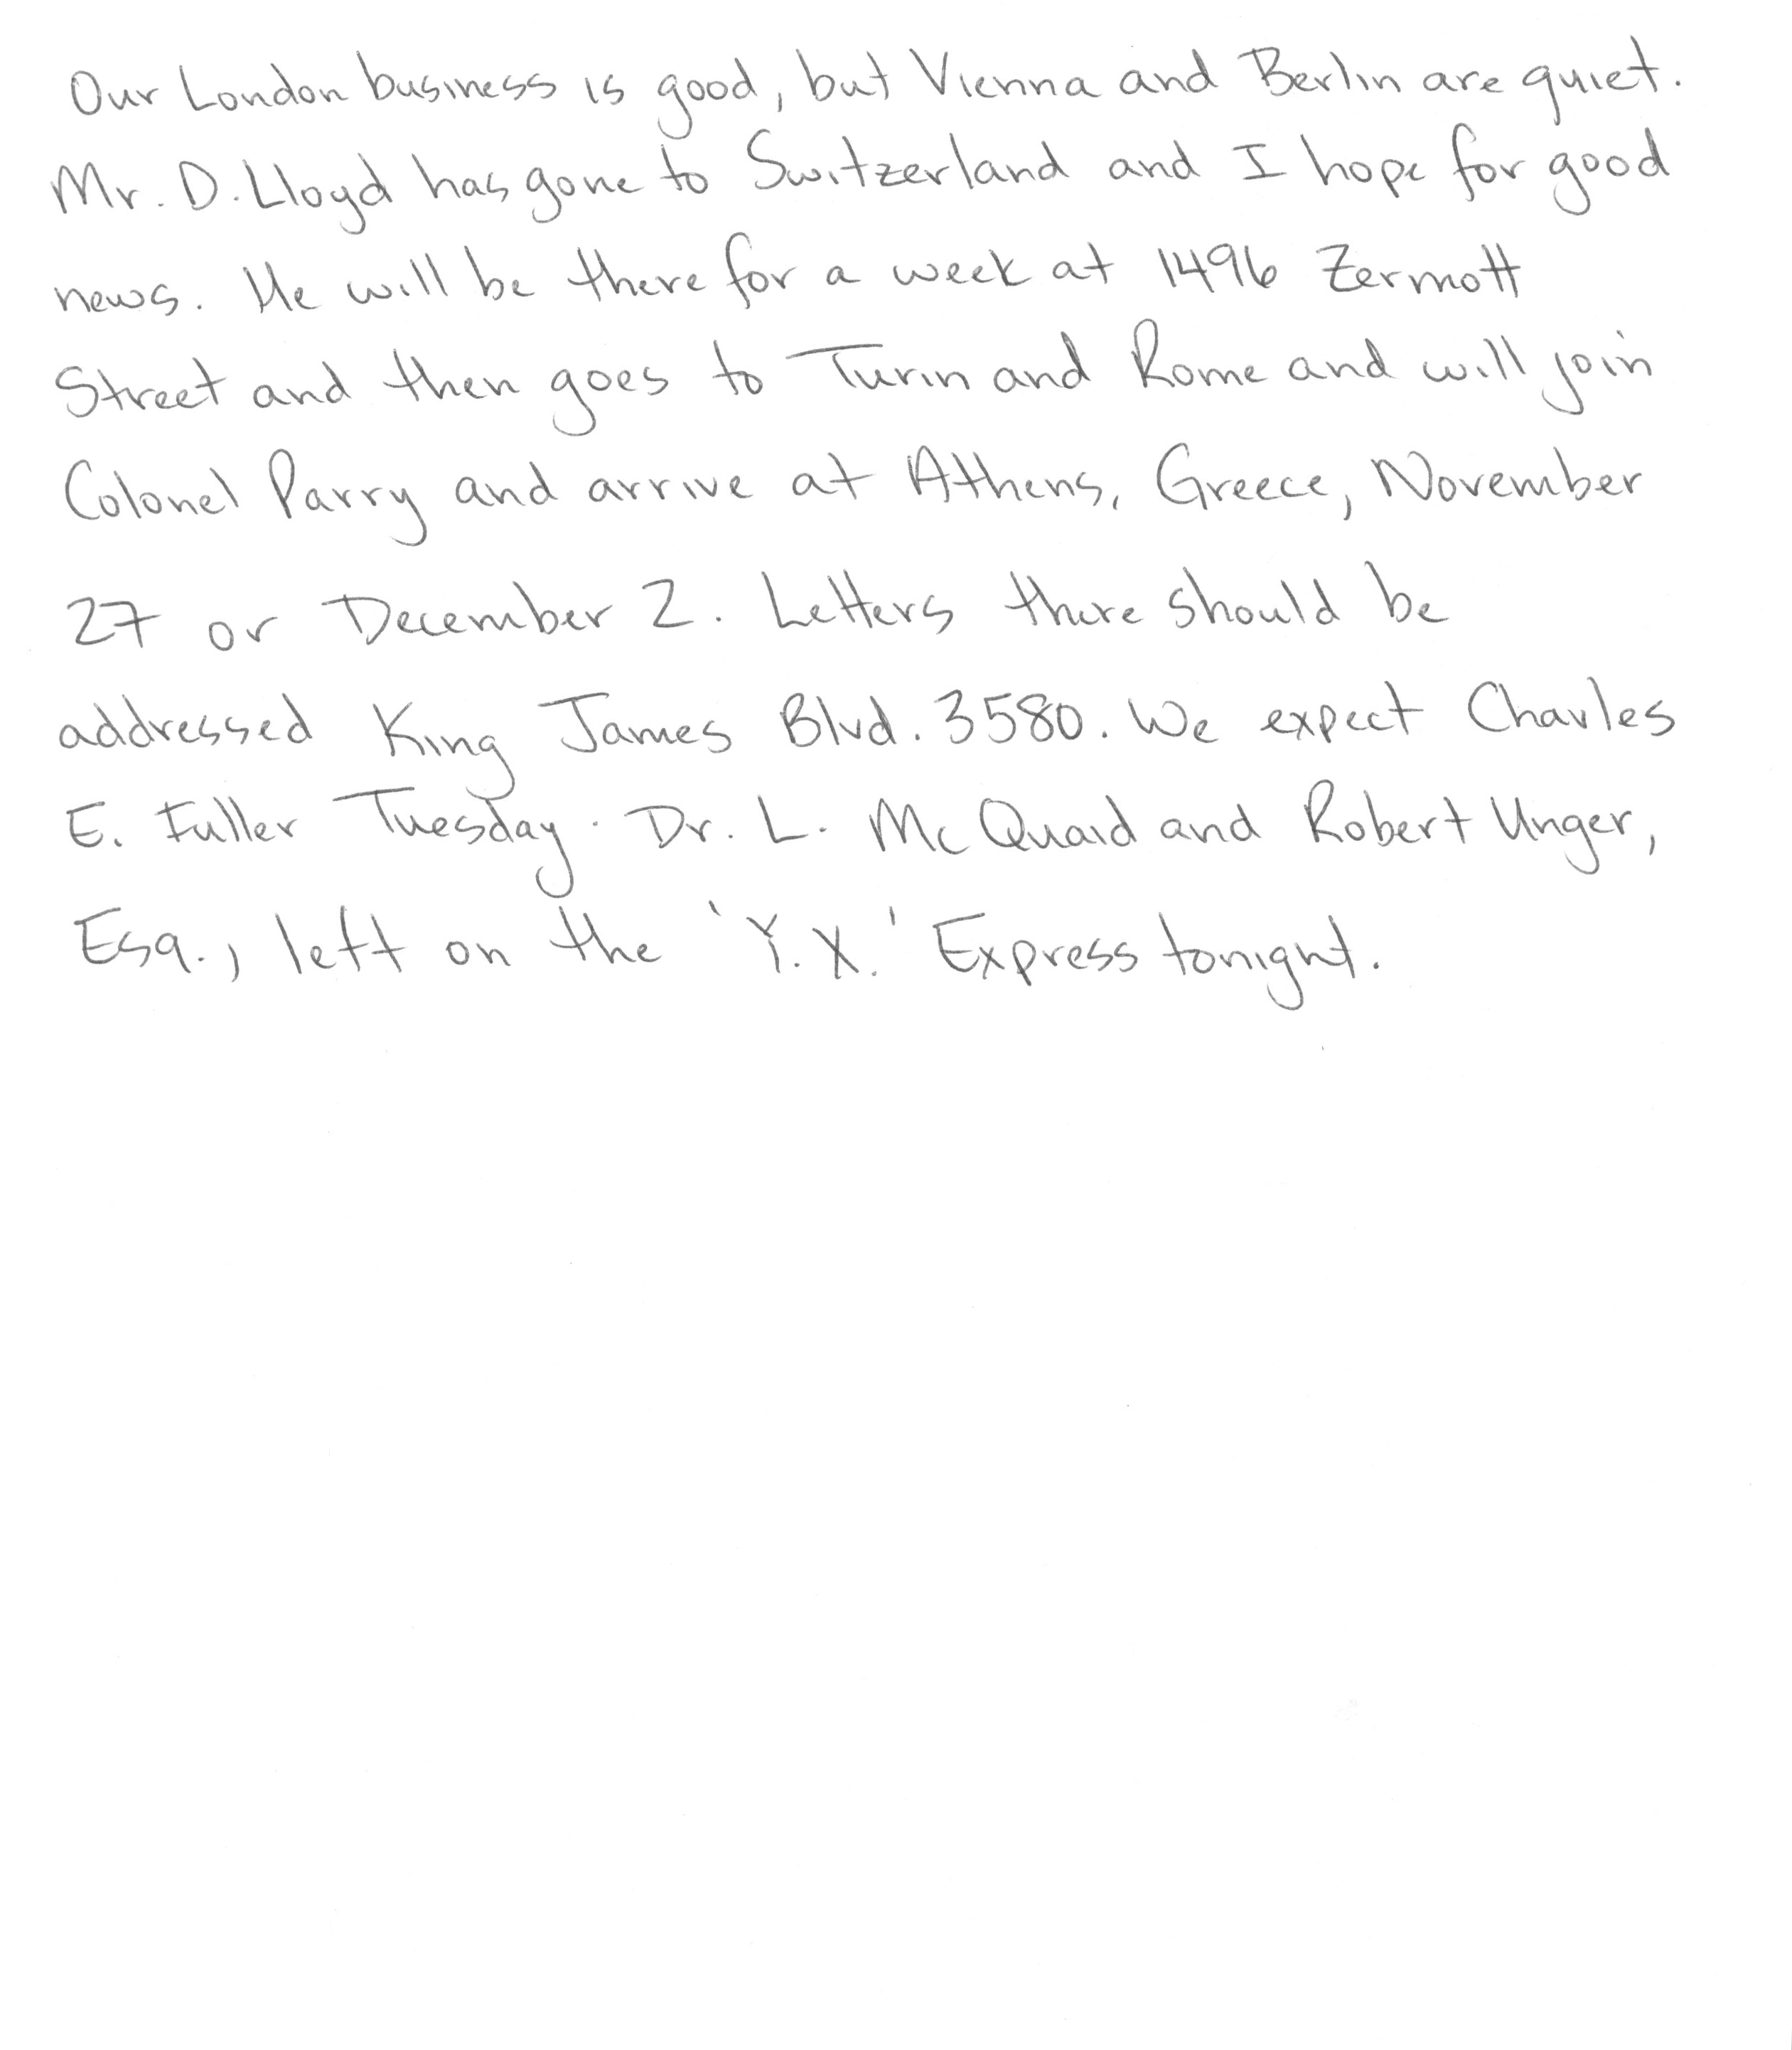 Our London business is good, but Vienna and Berlin are quiet.
Mr. D. Lloyd has gone to Switzerland and I hope for good
news. He will be there for a week at 1496 Zermott
Street and then goes to Turin and Rome and will join
Colonel Parry and arrive at Athens, Greece, November
27 or December 2. Letters there should be
addressed King James Blvd. 3580. We expect Charles
E. Fuller Tuesday. Dr. L. McQuaid and Robert Unger,
Esq., left on the 'Y.X.' Express tonight.